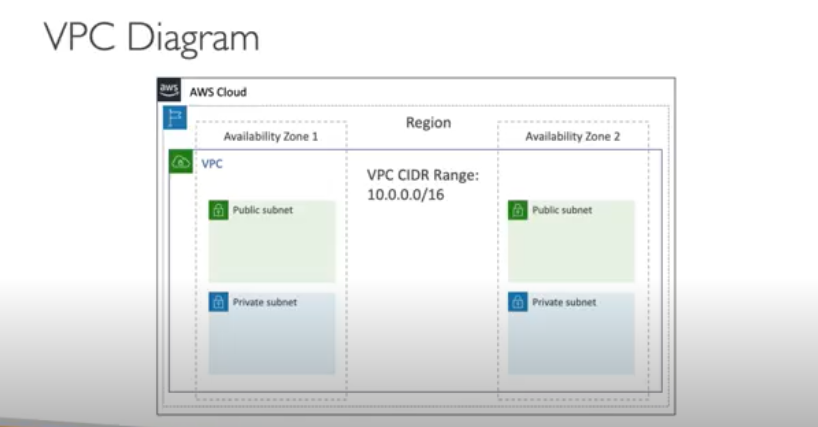 VPC Diagram
aws
AWS Cloud
Region
Availability Zone 1
Availability Zone 2
VPC
VPC CIDR Range:
10.0.0.0/16
Public subnet
Public subnet
Private subnet
Private subnet